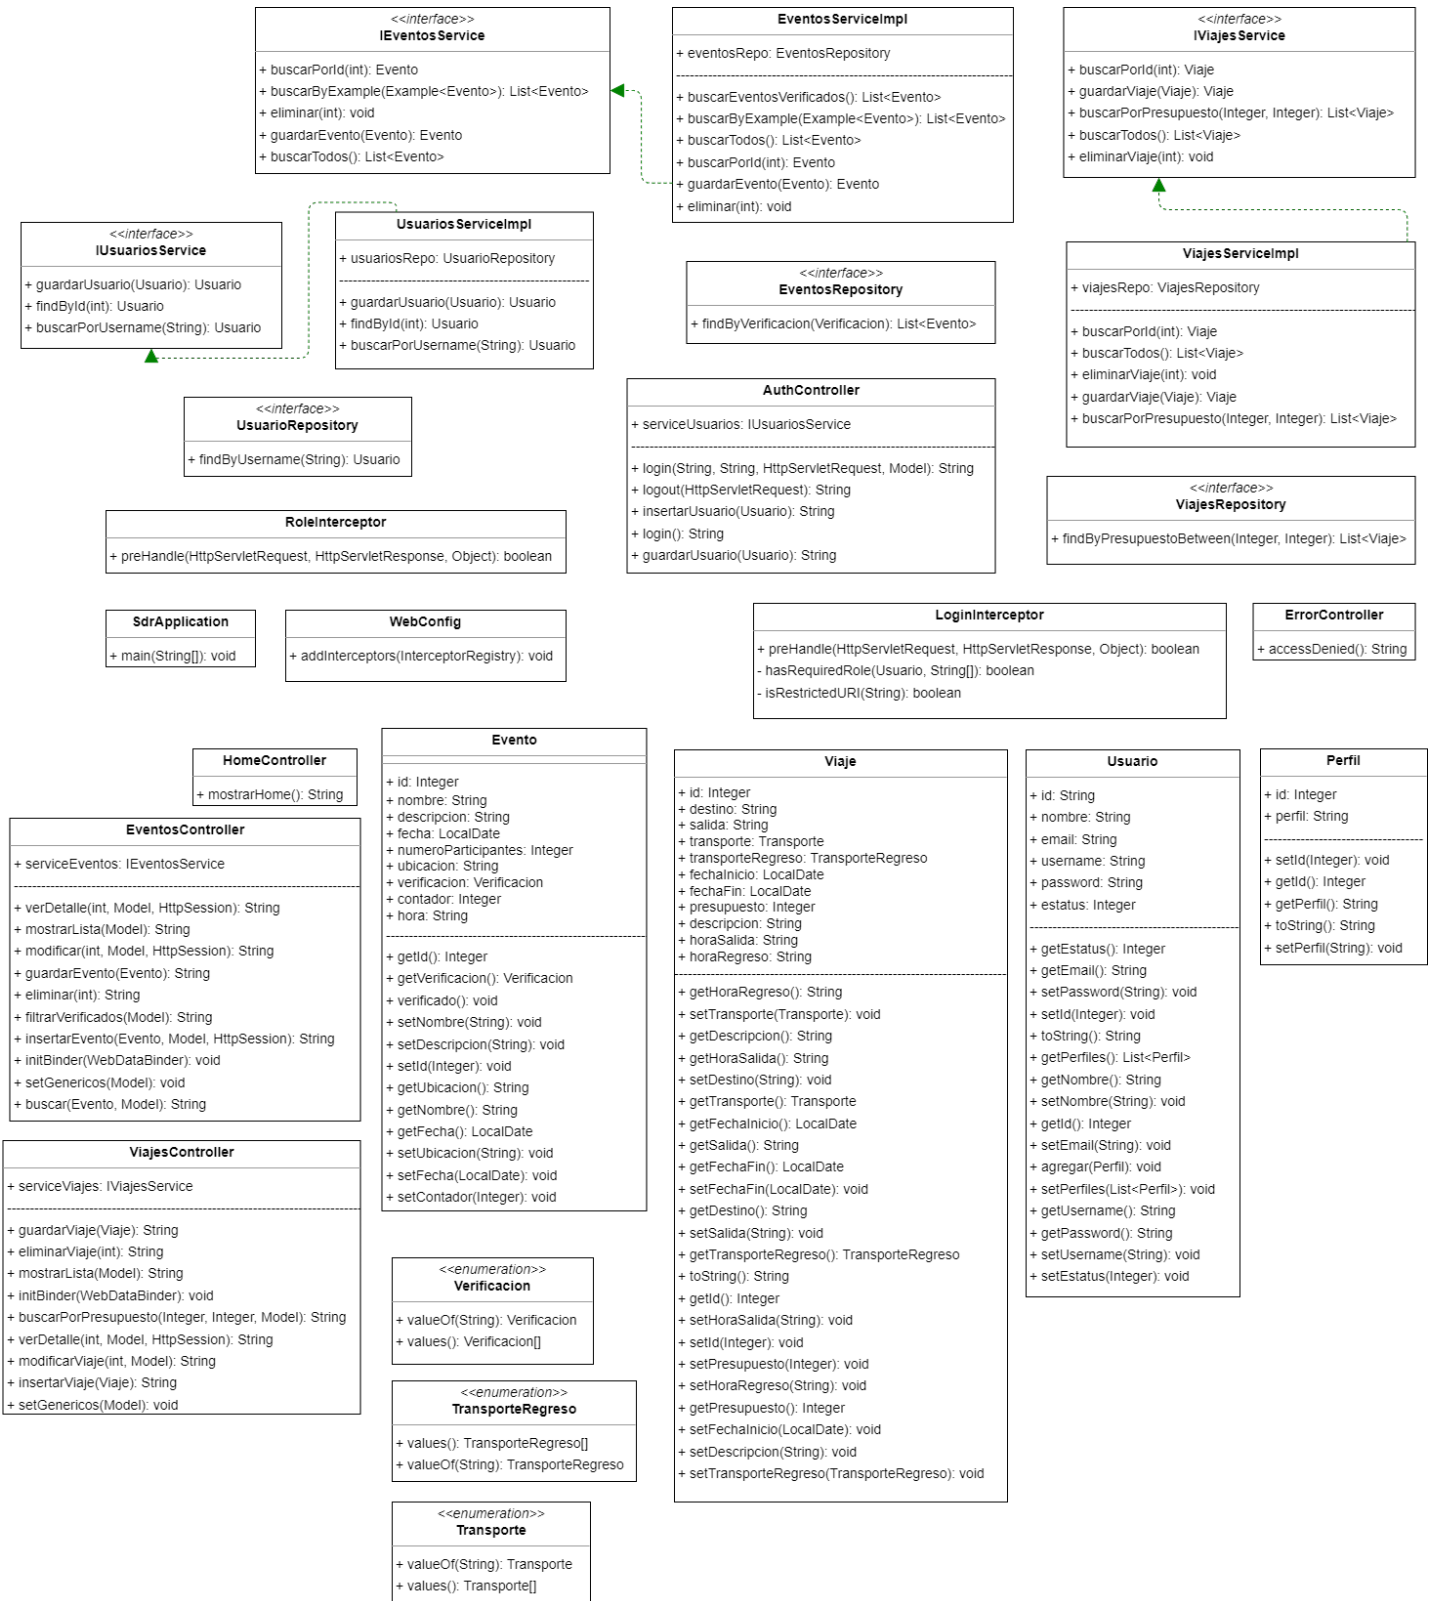 <<interface>>
IEventosService
+ buscarPorId(int): Evento
+ buscarByExample(Example<Evento>): List<Evento>
+ eliminar(int): void
+ guardarEvento(Evento): Evento
+ buscarTodos(): List<Evento>
EventosServiceImpl
+ eventosRepo: EventosRepository
+ buscarEventosVerificados(): List<Evento>
+ buscarByExample(Example<Evento>): List<Evento>
+ buscarTodos(): List<Evento>
+ buscarPorId(int): Evento
+ guardarEvento(Evento): Evento
+ eliminar(int): void
<<interface>>
IViajesService
+ buscarPorId(int): Viaje
+ guardarViaje(Viaje): Viaje
+ buscarPorPresupuesto(Integer, Integer): List<Viaje>
+ buscarTodos(): List<Viaje>
+ eliminarViaje(int): void
<<interface>>
IUsuariosService
+ guardarUsuario(Usuario): Usuario
+ findById(int): Usuario
+ buscarPorUsername(String): Usuario
UsuariosServiceImpl
+ usuariosRepo: UsuarioRepository
+ guardarUsuario(Usuario): Usuario
+ findById(int): Usuario
+ buscarPorUsername(String): Usuario
<<interface>>
EventosRepository
+ findByVerificacion(Verificacion): List<Evento>
ViajesServiceImpl
+ viajesRepo: ViajesRepository
+ buscarPorId(int): Viaje
+ buscarTodos(): List<Viaje>
+ eliminarViaje(int): void
+ guardarViaje(Viaje): Viaje
+ buscarPorPresupuesto(Integer, Integer): List<Viaje>
<<interface>>
UsuarioRepository
+ findByUsername(String): Usuario
AuthController
+ serviceUsuarios: IUsuariosService
+ login(String, String, HttpServletRequest, Model): String
+ logout(HttpServletRequest): String
+ insertarUsuario(Usuario): String
+ login(): String
+ guardarUsuario(Usuario): String
<<interface>>
ViajesRepository
+ findByPresupuestoBetween(Integer, Integer): List<Viaje>
RoleInterceptor
+ preHandle(HttpServletRequest, HttpServletResponse, Object): boolean
SdrApplication
+ main(String[]): void
WebConfig
+ addInterceptors(InterceptorRegistry): void
LoginInterceptor
+ preHandle(HttpServletRequest, HttpServletResponse, Object): boolean
- hasRequiredRole(Usuario, String[]): boolean
- isRestrictedURI(String): boolean
ErrorController
+ accessDenied(): String
HomeController
+ mostrarHome(): String
EventosController
+ serviceEventos: IEventosService
+ verDetalle(int, Model, HttpSession): String
+ mostrarLista(Model): String
+ modificar(int, Model, HttpSession): String
+ guardarEvento(Evento): String
+ eliminar(int): String
+ filtrarVerificados(Model): String
+ insertarEvento(Evento, Model, HttpSession): String
+ initBinder(WebDataBinder): void
+ setGenericos(Model): void
+ buscar(Evento, Model): String
ViajesController
+ serviceViajes: IViajesService
+ guardarViaje(Viaje): String
+ eliminarViaje(int): String
+ mostrarLista(Model): String
+ initBinder(WebDataBinder): void
+ buscarPorPresupuesto(Integer, Integer, Model): String
+ verDetalle(int, Model, HttpSession): String
+ modificarViaje(int, Model): String
+ insertarViaje(Viaje): String
+ setGenericos(Model): void
Evento
+ id: Integer
+ nombre: String
+ descripcion: String
+ fecha: LocalDate
+ numeroParticipantes: Integer
+ ubicacion: String
+ verificacion: Verificacion
+ contador: Integer
+ hora: String
+ getId(): Integer
+ getVerificacion(): Verificacion
+ verificado(): void
+ setNombre(String): void
+ setDescripcion(String): void
+ setId(Integer): void
+ getUbicacion(): String
+ getNombre(): String
+ getFecha(): LocalDate
+ setUbicacion(String): void
+ setFecha(LocalDate): void
+ setContador(Integer): void
<<enumeration>>
Verificacion
+ valueOf(String): Verificacion
+ values(): Verificacion[]
<<enumeration>>
TransporteRegreso
+ values(): TransporteRegreso[]
+ valueOf(String): TransporteRegreso
<<enumeration>>
Transporte
+ valueOf(String): Transporte
+ values(): Transporte[]
Viaje
+ id: Integer
+ destino: String
+ salida: String
+ transporte: Transporte
+ transporteRegreso: TransporteRegreso
+ fechaInicio: LocalDate
+ fechaFin: LocalDate
+ presupuesto: Integer
+ descripcion: String
+ horaSalida: String
+ horaRegreso: String
+ getHoraRegreso(): String
+ setTransporte(Transporte): void
+ getDescripcion(): String
+ getHoraSalida(): String
+ setDestino(String): void
+ getTransporte(): Transporte
+ getFechaInicio(): LocalDate
+ getSalida(): String
+ getFechaFin(): LocalDate
+ setFechaFin(LocalDate): void
+ getDestino(): String
+ setSalida(String): void
+ getTransporteRegreso(): TransporteRegreso
+ toString(): String
+ getId(): Integer
+ setHoraSalida(String): void
+ setId(Integer): void
+ setPresupuesto(Integer): void
+ setHoraRegreso(String): void
+ getPresupuesto(): Integer
+ setFechaInicio(LocalDate): void
+ setDescripcion(String): void
+ setTransporteRegreso(TransporteRegreso): void
Usuario
+ id: String
+ nombre: String
+ email: String
+ username: String
+ password: String
+ estatus: Integer
+ getEstatus(): Integer
+ getEmail(): String
+ setPassword(String): void
+ setId(Integer): void
+ toString(): String
+ getPerfiles(): List<Perfil>
+ getNombre(): String
+ setNombre(String): void
+ getId(): Integer
+ setEmail(String): void
+ agregar(Perfil): void
+ setPerfiles(List<Perfil>): void
+ getUsername(): String
+ getPassword(): String
+ setUsername(String): void
+ setEstatus(Integer): void
Perfil
+ id: Integer
+ perfil: String
+ setId(Integer): void
+ getId(): Integer
+ getPerfil(): String
+ toString(): String
+ setPerfil(String): void